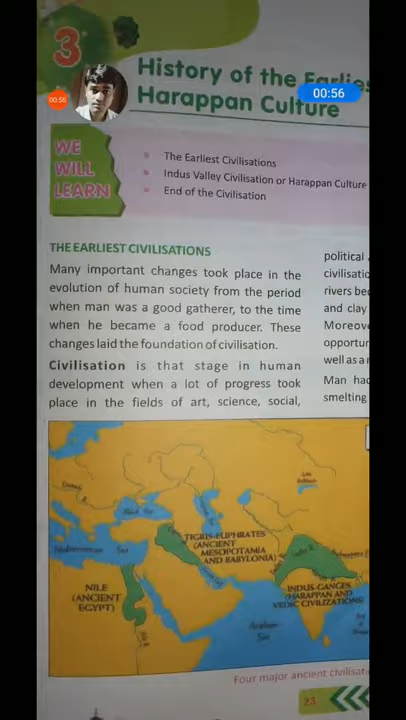 3
History of the Earlies
Harappan Culture
00:56
00:56
WE
WILL
LEARN
The Earliest Civilisations
Indus Valley Civilisation or Harappan Culture
End of the Civilisation
THE EARLIEST CIVILISATIONS
Many important changes took place in the
evolution of human society from the period
when man was a good gatherer, to the time
when he became a food producer. These
changes laid the foundation of civilisation.
Civilisation is that stage in human
development when a lot of progress took
place in the fields of art, science, social,
political
civilisatio
rivers bec
and clay
Moreove
opportur
well as a
Man had
smelting
Black Sea
Mediterranean Sea
TIGRIS-EUPHRATES
(ANCIENT
MESOPOTAMIA
AND BABYLONIA)
NILE
(ANCIENT
EGYPT)
INDUS-GANGES
(HARAPPAN AND
VEDIC CIVILIZATIONS)
Arabian
Sea
Four major ancient civilisati
23